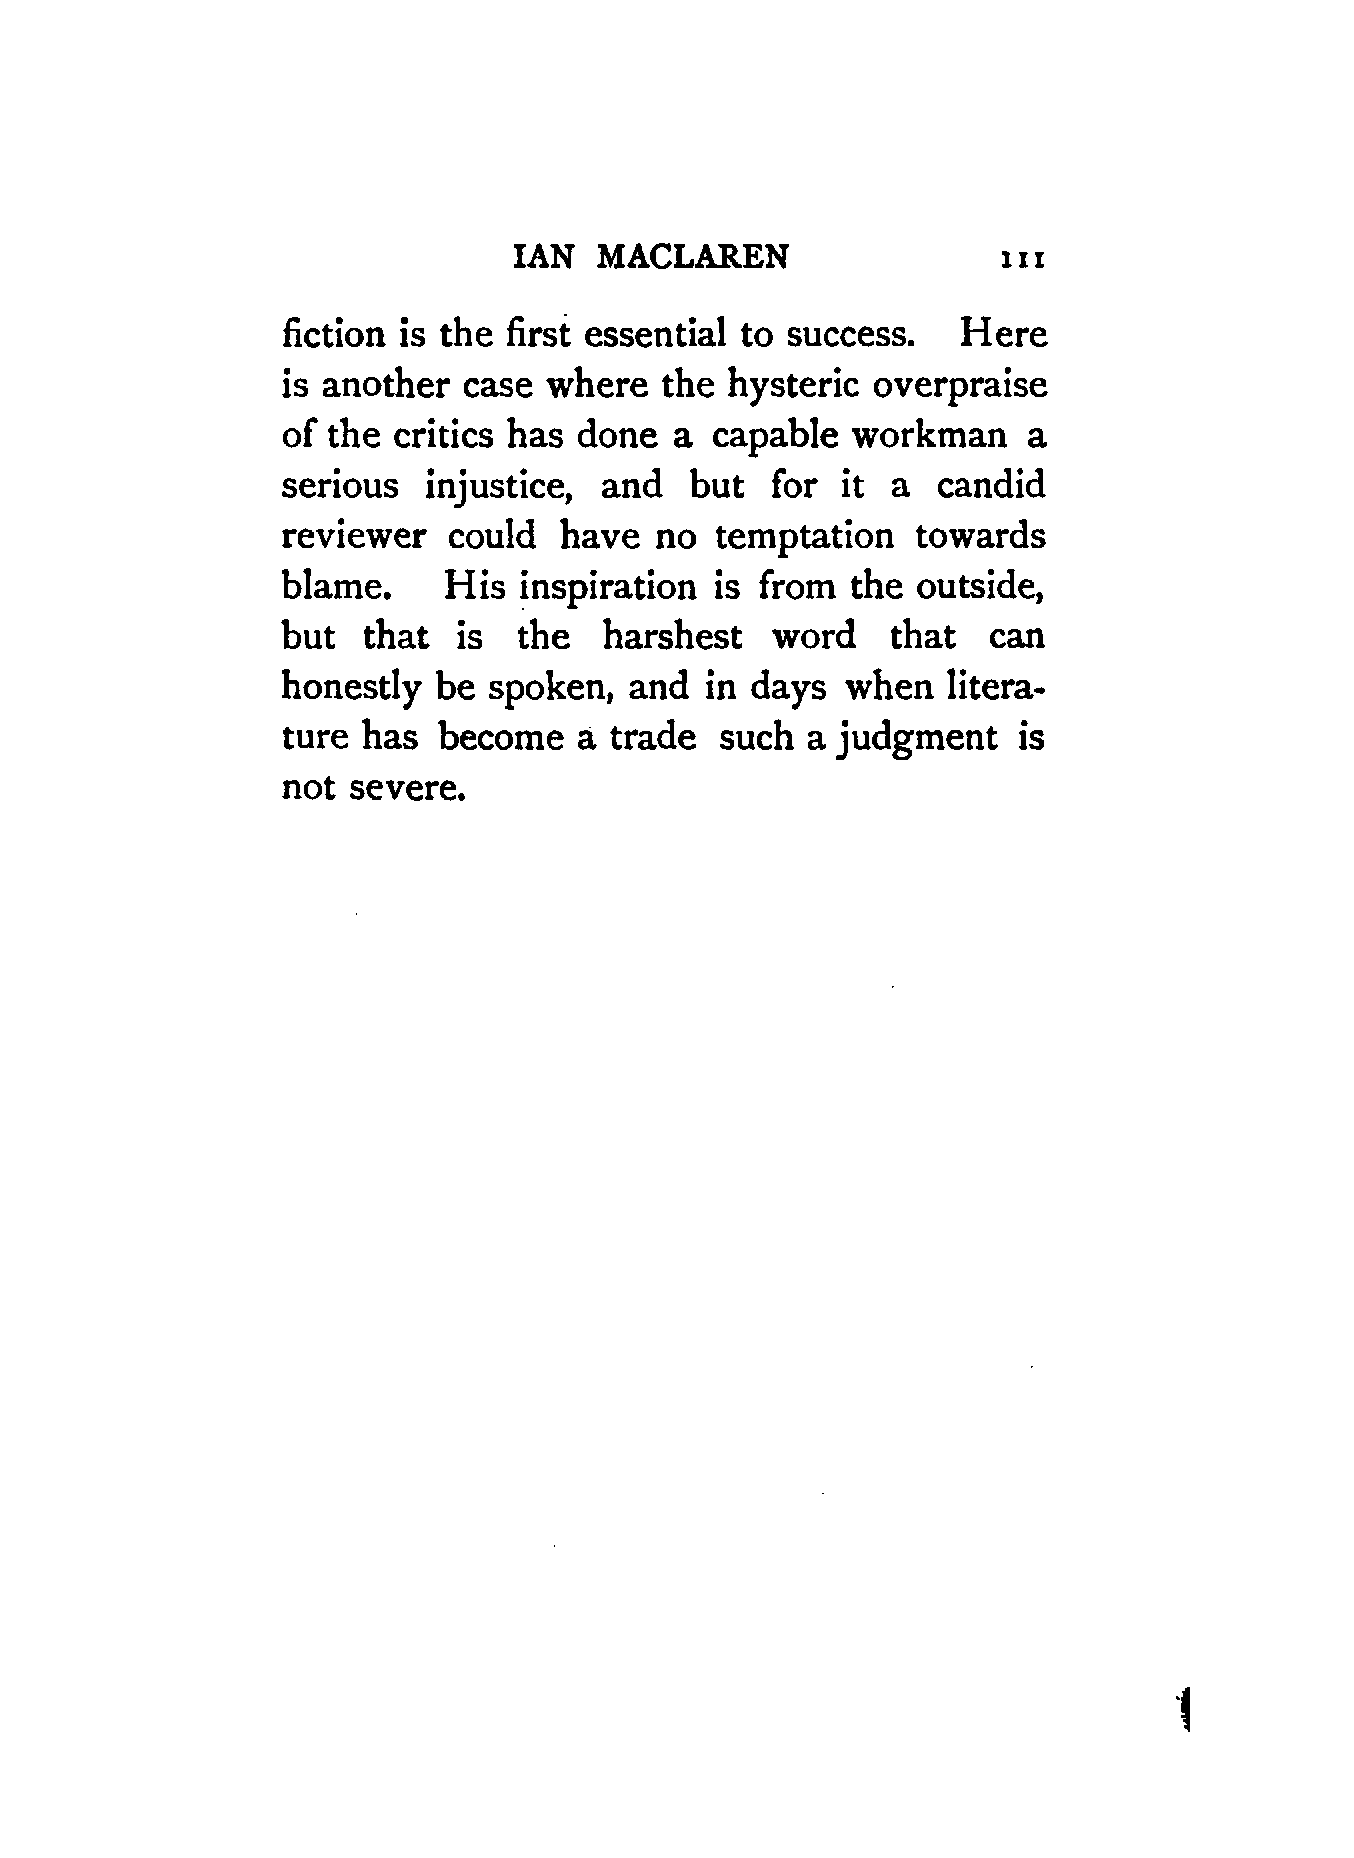 IAN MACLAREN 111
fiction is the first essential to success. Here
is another case where the hysteric overpraise
of the critics has done a capable workman a
serious injustice, and but for it a candid
reviewer could have no temptation towards
blame. His inspiration is from the outside,
but that is the harshest word that can
honestly be spoken, and in days when litera-
ture has become a trade such a judgment is
not severe.